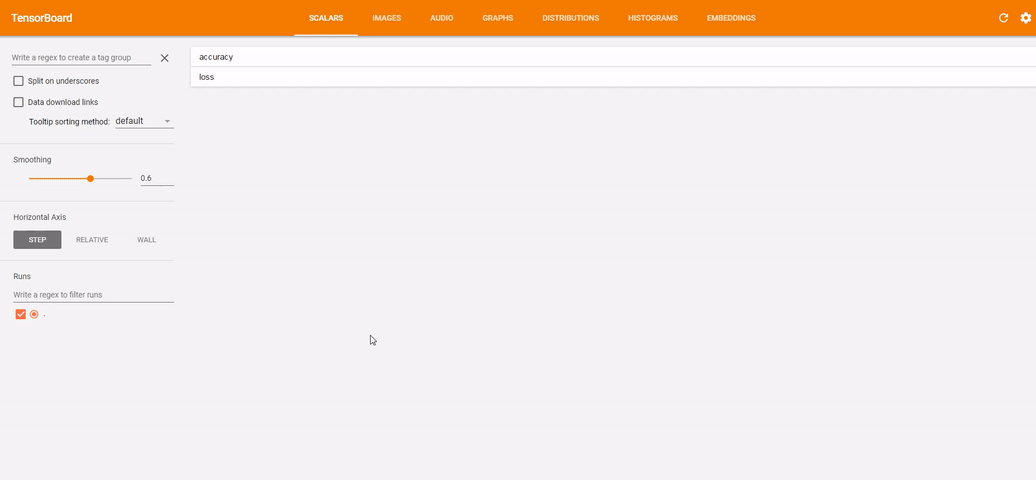 TensorBoard SCALARS IMAGES AUDIO GRAPHS DISTRIBUTIONS HISTOGRAMS EMBEDDINGS
Write a regex to create a tag group
Split on underscores
Data download links
Tooltip sorting method: default
Smoothing
0.6
Horizontal Axis
STEP RELATIVE WALL
Runs
Write a regex to filter runs
.
accuracy
loss